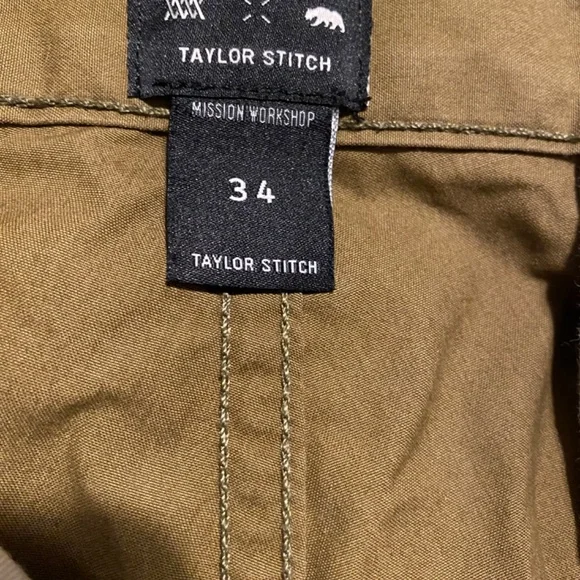 TAYLOR STITCH
MISSION WORKSHOP
34
TAYLOR STITCH